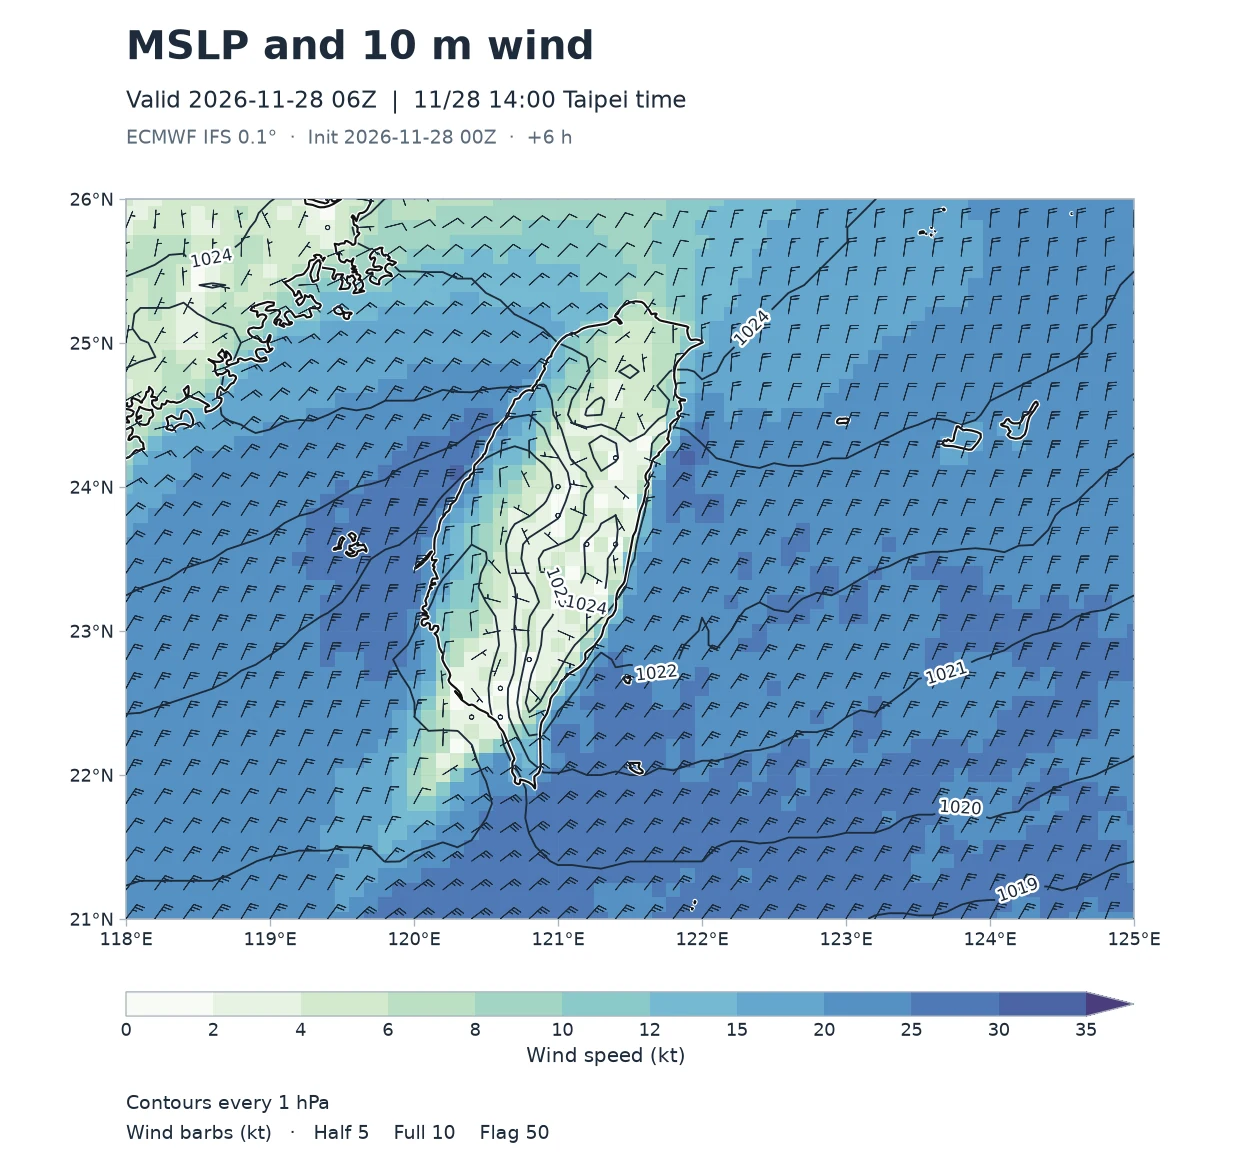 MSLP and 10 m wind
Valid 2026-11-28 06Z | 11/28 14:00 Taipei time
ECMWF IFS 0.1° · Init 2026-11-28 00Z · +6 h
26°N
25°N
24°N
23°N
22°N
21°N
1024
1024
1024
1022
1021
1020
1019
118°E 119°E 120°E 121°E 122°E 123°E 124°E 125°E
0 2 4 6 8 10 12 15 20 25 30 35
Wind speed (kt)
Contours every 1 hPa
Wind barbs (kt) · Half 5 Full 10 Flag 50